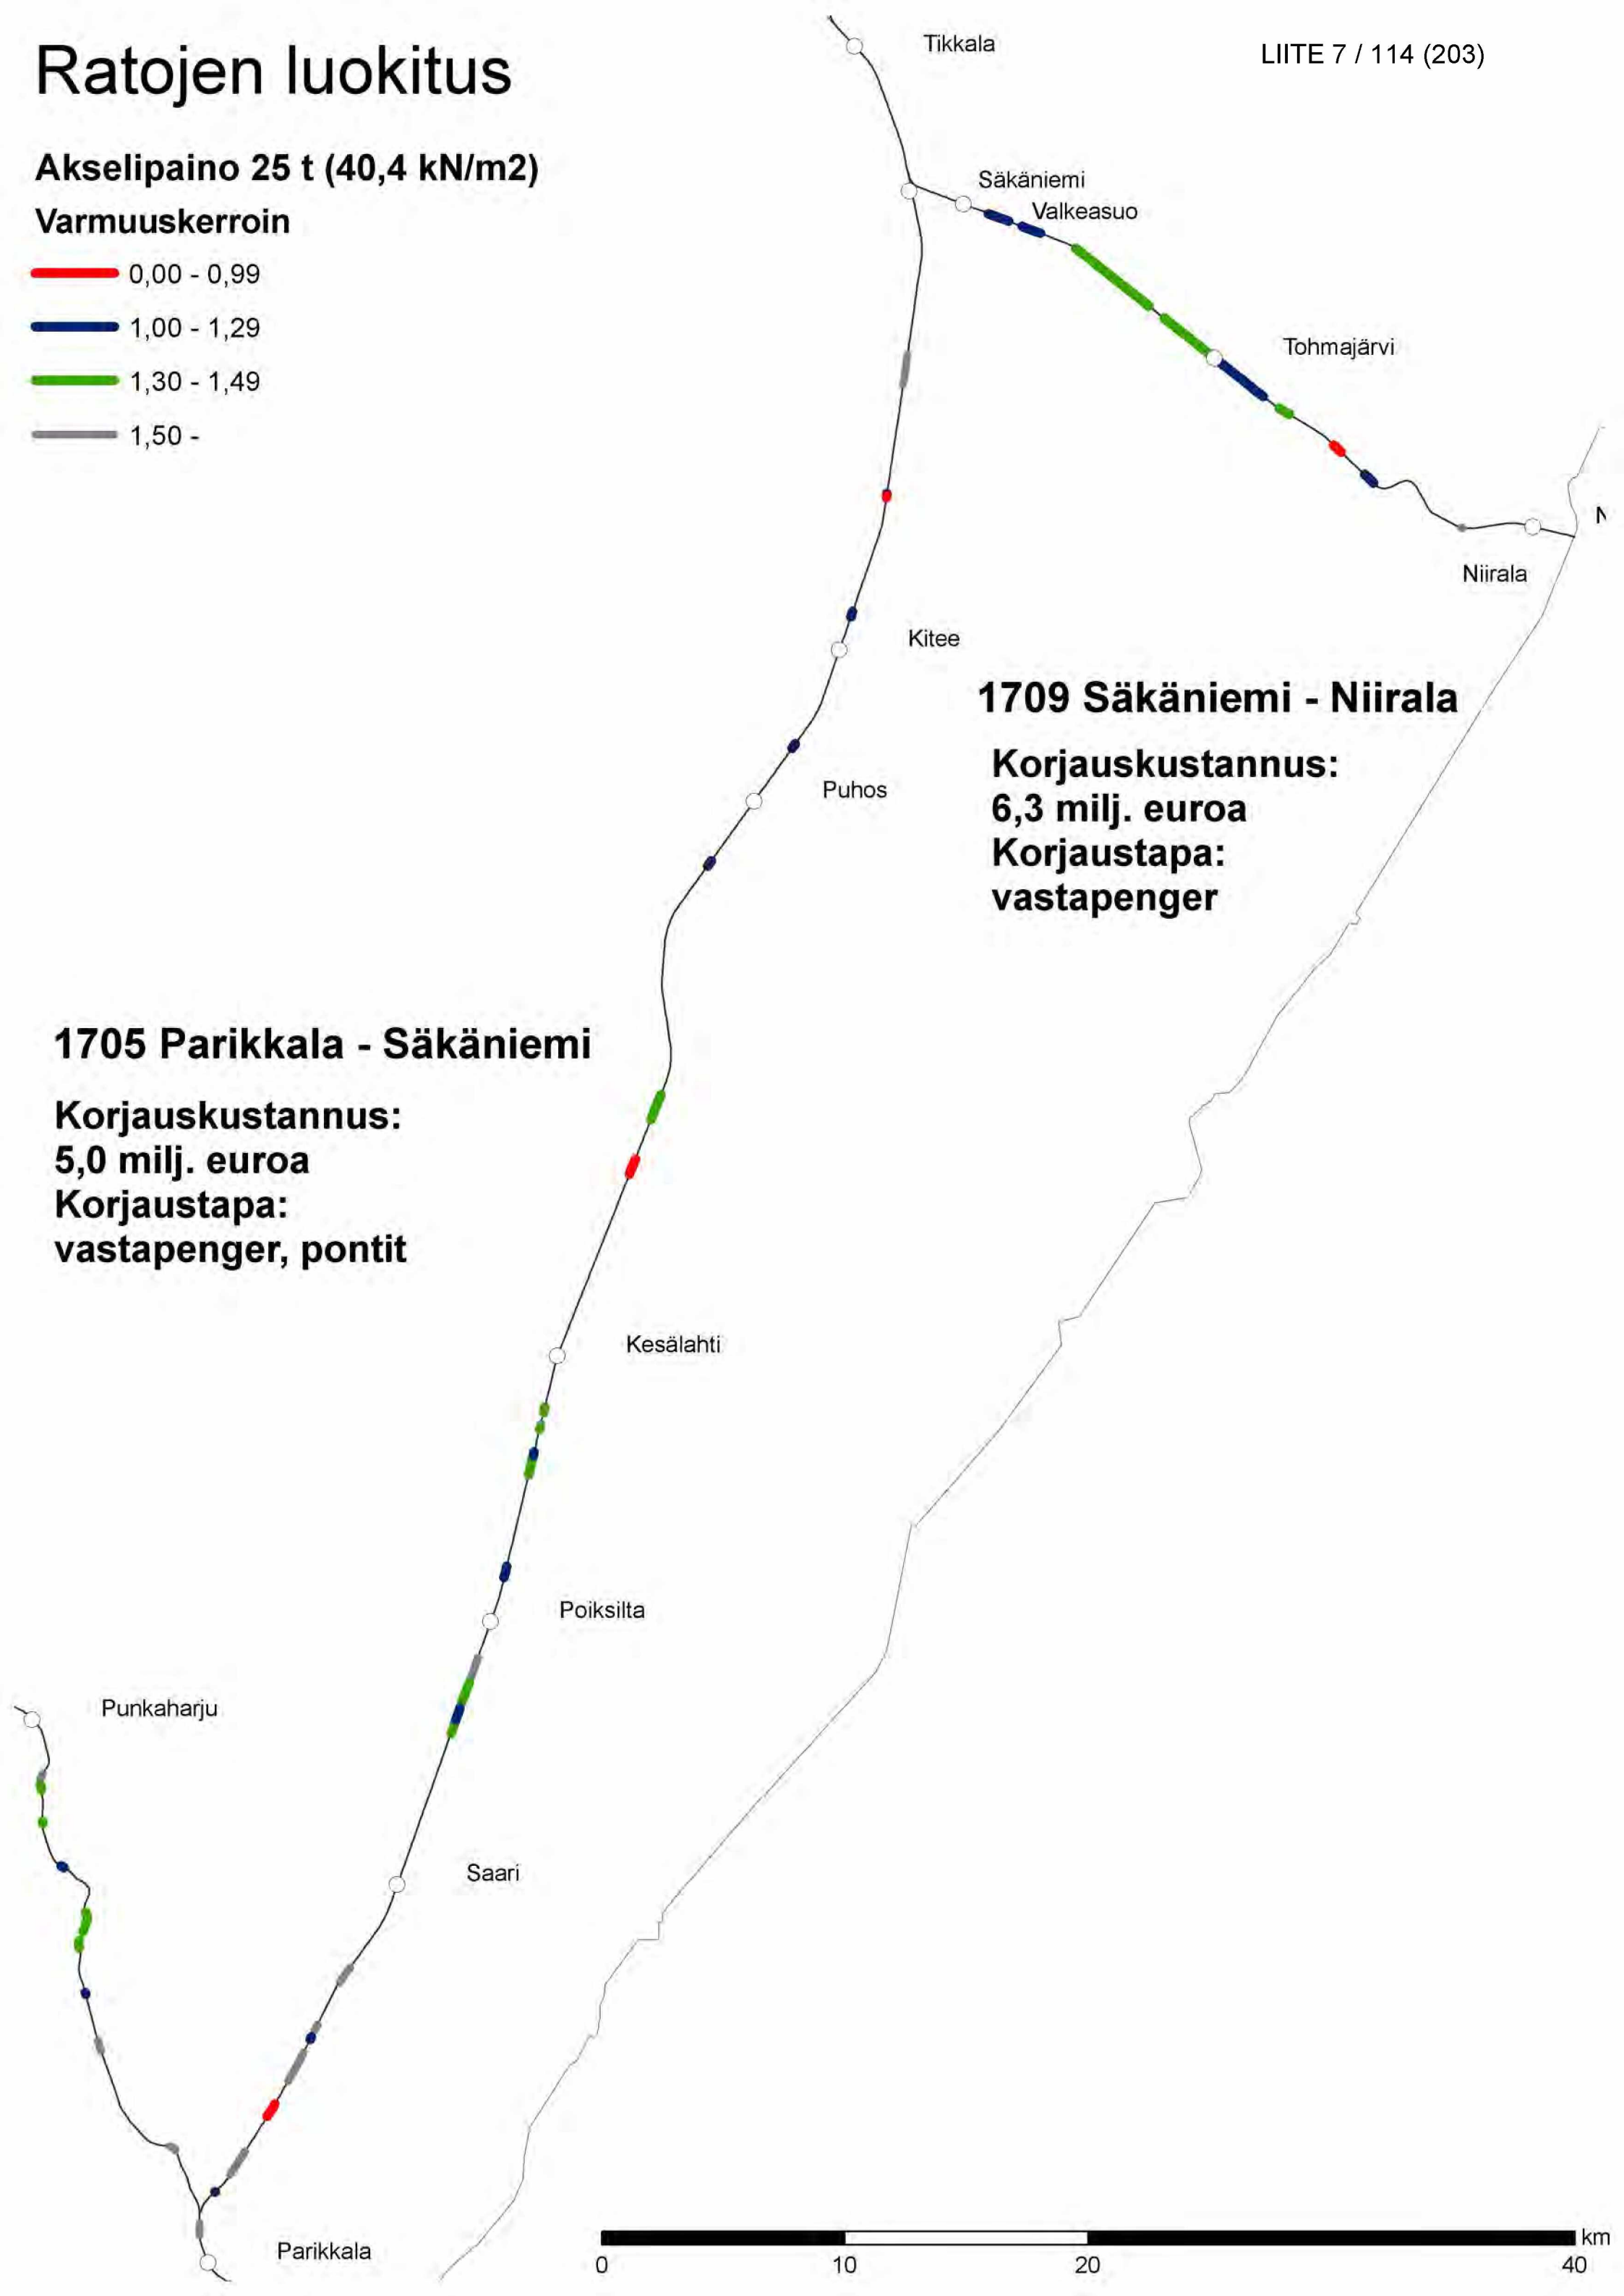 Ratojen luokitus
LIITE 7 / 114 (203)
Akselipaino 25 t (40,4 kN/m2)
Varmuuskerroin
0,00 - 0,99
1,00 - 1,29
1,30 - 1,49
1,50 -
Tikkala
Säkäniemi
Valkeasuo
Tohmajärvi
N
Niirala
Kitee
1709 Säkäniemi - Niirala
Korjauskustannus:
6,3 milj. euroa
Korjaustapa:
vastapenger
Puhos
1705 Parikkala - Säkäniemi
Korjauskustannus:
5,0 milj. euroa
Korjaustapa:
vastapenger, pontit
Kesälahti
Poiksilta
Punkaharju
Saari
Parikkala
km
0 10 20 40